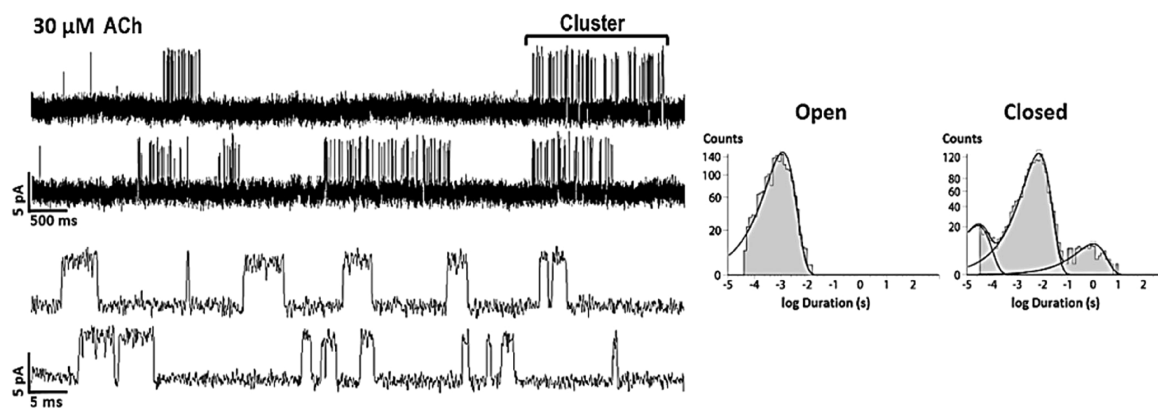 30 µM ACh
Cluster
5 pA
500 ms
5 pA
5 ms
Open
Counts
140
100
60
20
0
-5 -4 -3 -2 -1 0 1 2
log Duration (s)
Closed
Counts
120
80
60
40
20
0
-5 -4 -3 -2 -1 0 1 2
log Duration (s)